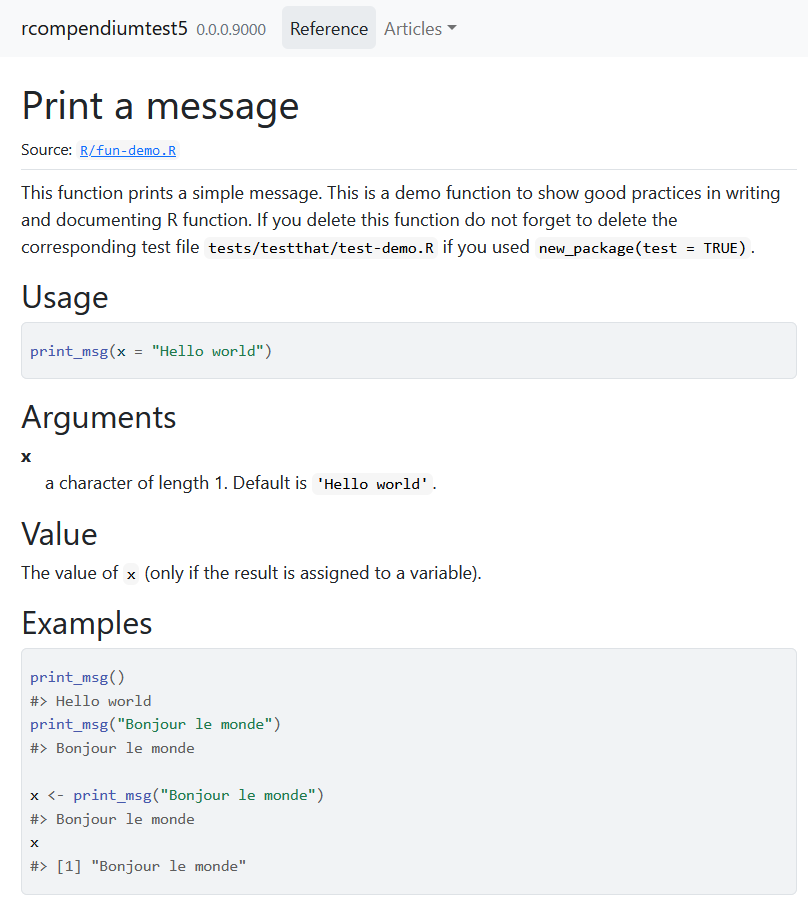 rcompendiumtest5 0.0.0.9000 Reference Articles
Print a message
Source: R/fun-demo.R
This function prints a simple message. This is a demo function to show good practices in writing
and documenting R function. If you delete this function do not forget to delete the
corresponding test file tests/testthat/test-demo.R if you used new_package(test = TRUE).
Usage
print_msg(x = "Hello world")
Arguments
x
a character of length 1. Default is 'Hello world'.
Value
The value of x (only if the result is assigned to a variable).
Examples
print_msg()
#> Hello world
print_msg("Bonjour le monde")
#> Bonjour le monde
x <- print_msg("Bonjour le monde")
#> Bonjour le monde
x
#> [1] "Bonjour le monde"